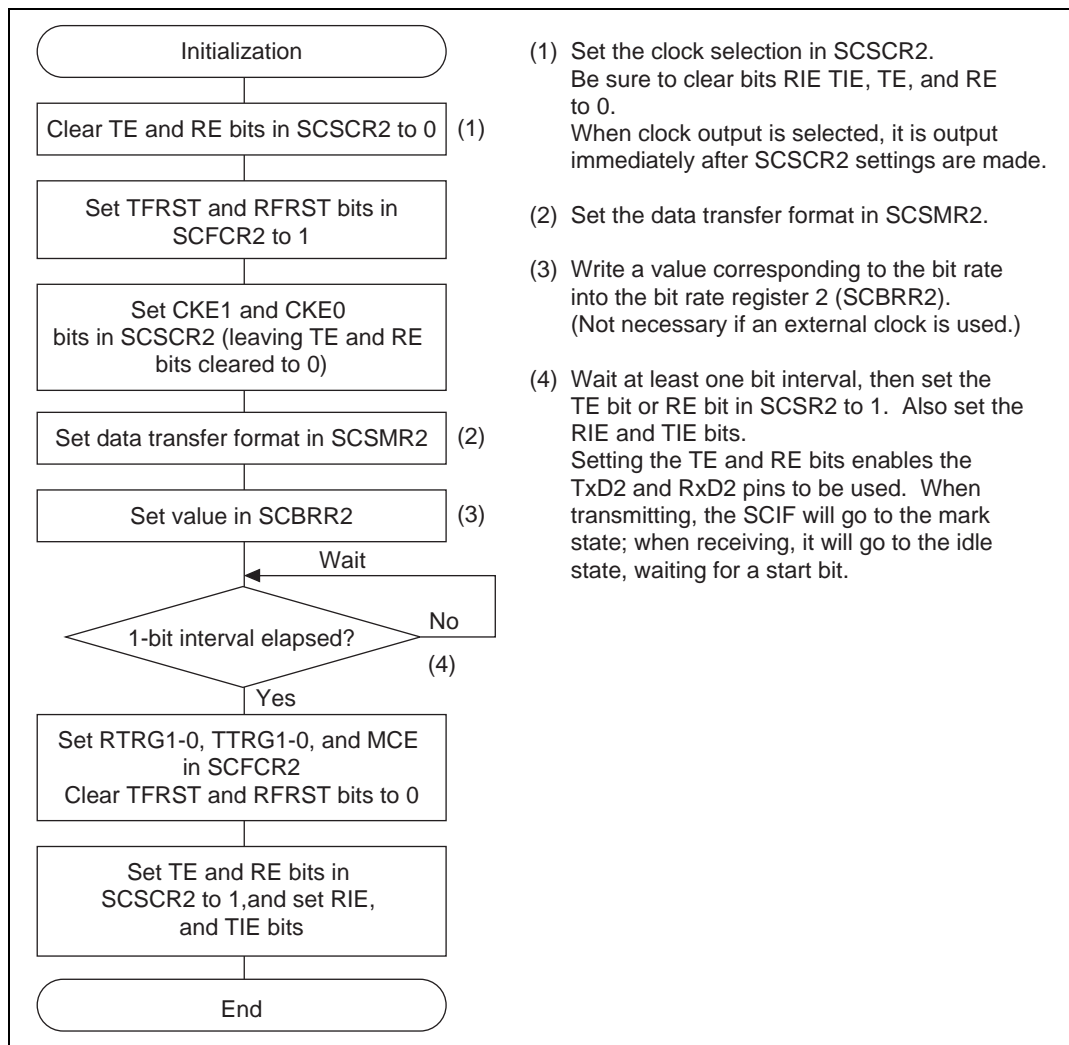 Initialization
Clear TE and RE bits in SCSCR2 to 0
(1)
Set TFRST and RFRST bits in
SCFCR2 to 1
Set CKE1 and CKE0
bits in SCSCR2 (leaving TE and RE
bits cleared to 0)
Set data transfer format in SCSMR2
(2)
Set value in SCBRR2
(3)
Wait
1-bit interval elapsed?
No
(4)
Yes
Set RTRG1-0, TTRG1-0, and MCE
in SCFCR2
Clear TFRST and RFRST bits to 0
Set TE and RE bits in
SCSCR2 to 1,and set RIE,
and TIE bits
End
(1) Set the clock selection in SCSCR2.
Be sure to clear bits RIE TIE, TE, and RE
to 0.
When clock output is selected, it is output
immediately after SCSCR2 settings are made.
(2) Set the data transfer format in SCSMR2.
(3) Write a value corresponding to the bit rate
into the bit rate register 2 (SCBRR2).
(Not necessary if an external clock is used.)
(4) Wait at least one bit interval, then set the
TE bit or RE bit in SCSR2 to 1. Also set the
RIE and TIE bits.
Setting the TE and RE bits enables the
TxD2 and RxD2 pins to be used. When
transmitting, the SCIF will go to the mark
state; when receiving, it will go to the idle
state, waiting for a start bit.